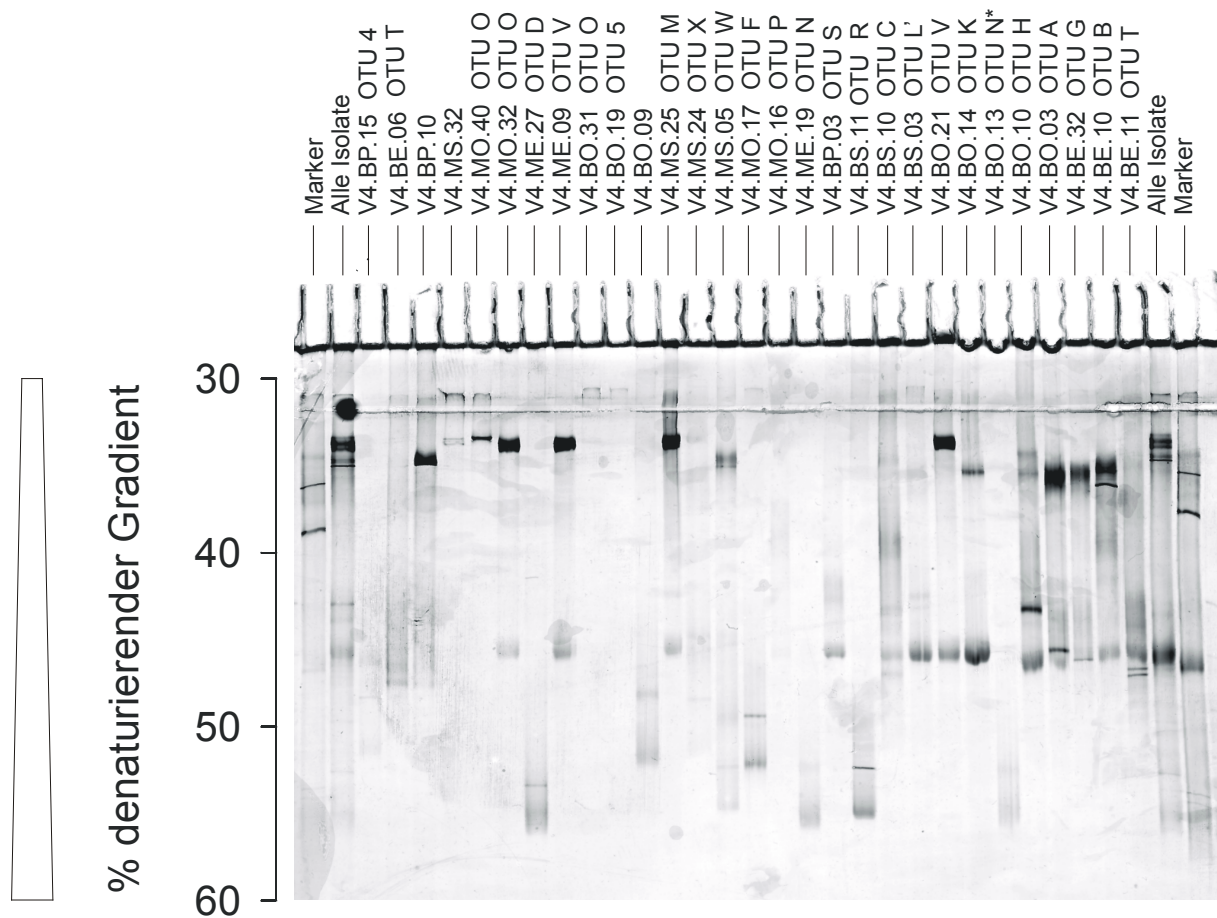 Marker
Alle Isolate
V4.BP.15 OTU 4
V4.BE.06 OTU T
V4.BP.10
V4.MS.32
V4.MO.40 OTU O
V4.MO.32 OTU O
V4.ME.27 OTU D
V4.ME.09 OTU V
V4.BO.31 OTU O
V4.BO.19 OTU 5
V4.BO.09
V4.MS.25 OTU M
V4.MS.24 OTU X
V4.MS.05 OTU W
V4.MO.17 OTU F
V4.MO.16 OTU P
V4.ME.19 OTU N
V4.BP.03 OTU S
V4.BS.11 OTU R
V4.BS.10 OTU C
V4.BS.03 OTU L'
V4.BO.21 OTU V
V4.BO.14 OTU K
V4.BO.13 OTU N*
V4.BO.10 OTU H
V4.BO.03 OTU A
V4.BE.32 OTU G
V4.BE.10 OTU B
V4.BE.11 OTU T
Alle Isolate
Marker
% denaturierender Gradient
30
40
50
60